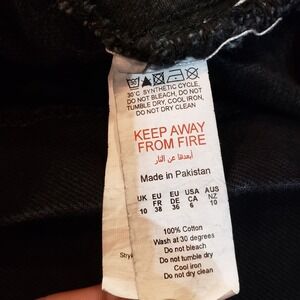 30°C SYNTHETIC CYCLE,
DO NOT BLEACH, DO NOT
TUMBLE DRY, COOL IRON,
DO NOT DRY CLEAN
KEEP AWAY
FROM FIRE
أبعدها عن النار
Made in Pakistan
UK EU EU USA AUS
FR DE CA NZ
10 38 36 6 10
100% Cotton
Wash at 30 degrees
Do not bleach
Do not tumble dry
Cool iron
Do not dry clean